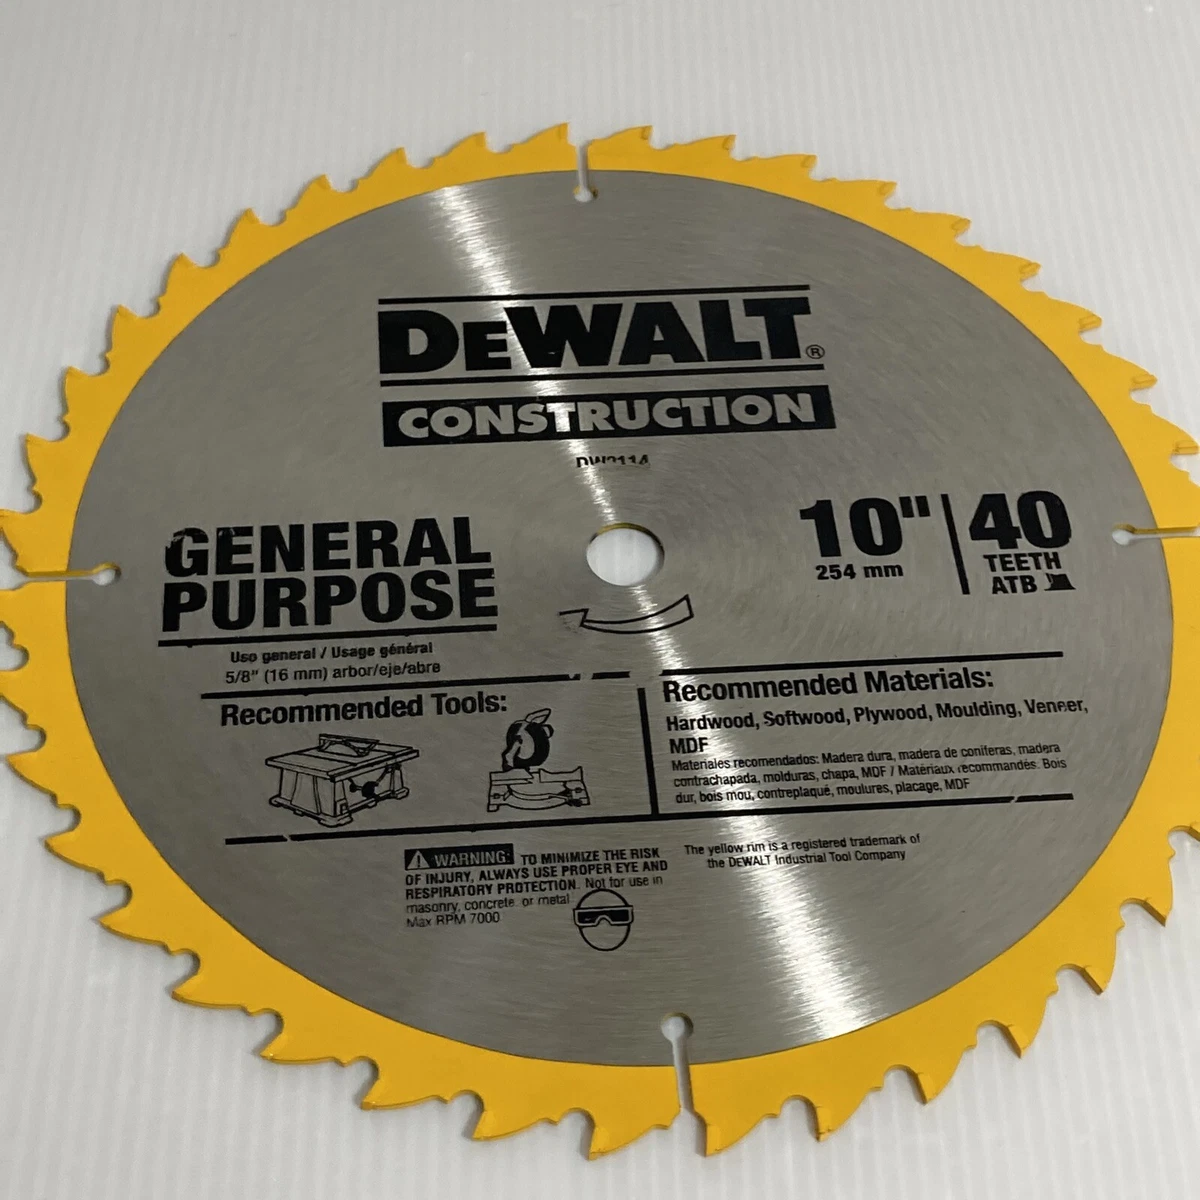 DEWALT®
CONSTRUCTION
GENERAL
PURPOSE
Uso general / Usage général
5/8" (16 mm) arbor/eje/abre
10"
254 mm
40
TEETH
ATB
Recommended Tools:
Recommended Materials:
Hardwood, Softwood, Plywood, Moulding, Veneer,
MDF
Materiales recomendados: Madera dura, madera de coniferas, madera
contrachapada, molduras, chapa, MDF / Matériaux recommandés: Bois
dur, bois mou, contreplaqué, moulures, placage, MDF
WARNING: TO MINIMIZE THE RISK
OF INJURY, ALWAYS USE PROPER EYE AND
RESPIRATORY PROTECTION. Not for use in
masonry, concrete, or metal
Max RPM 7000
The yellow rim is a registered trademark of
the DEWALT Industrial Tool Company